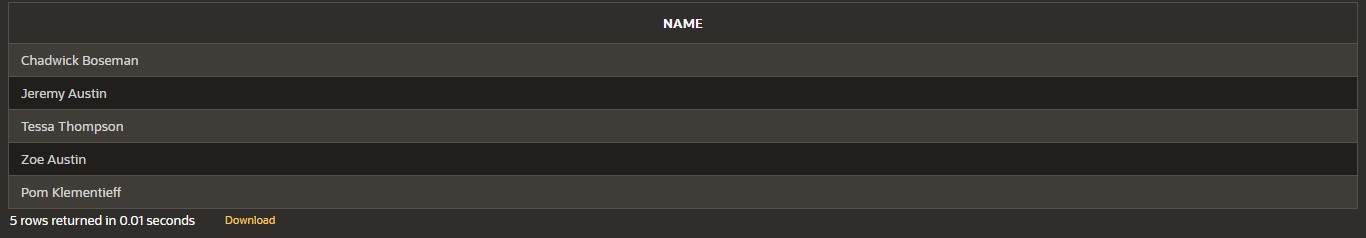 NAME
Chadwick Boseman
Jeremy Austin
Tessa Thompson
Zoe Austin
Pom Klementieff
5 rows returned in 0.01 seconds Download